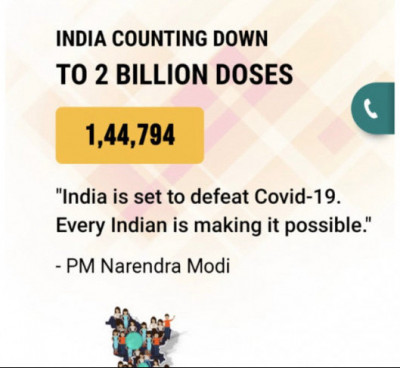 INDIA COUNTING DOWN
TO 2 BILLION DOSES
1,44,794
"India is set to defeat Covid-19.
Every Indian is making it possible."
- PM Narendra Modi